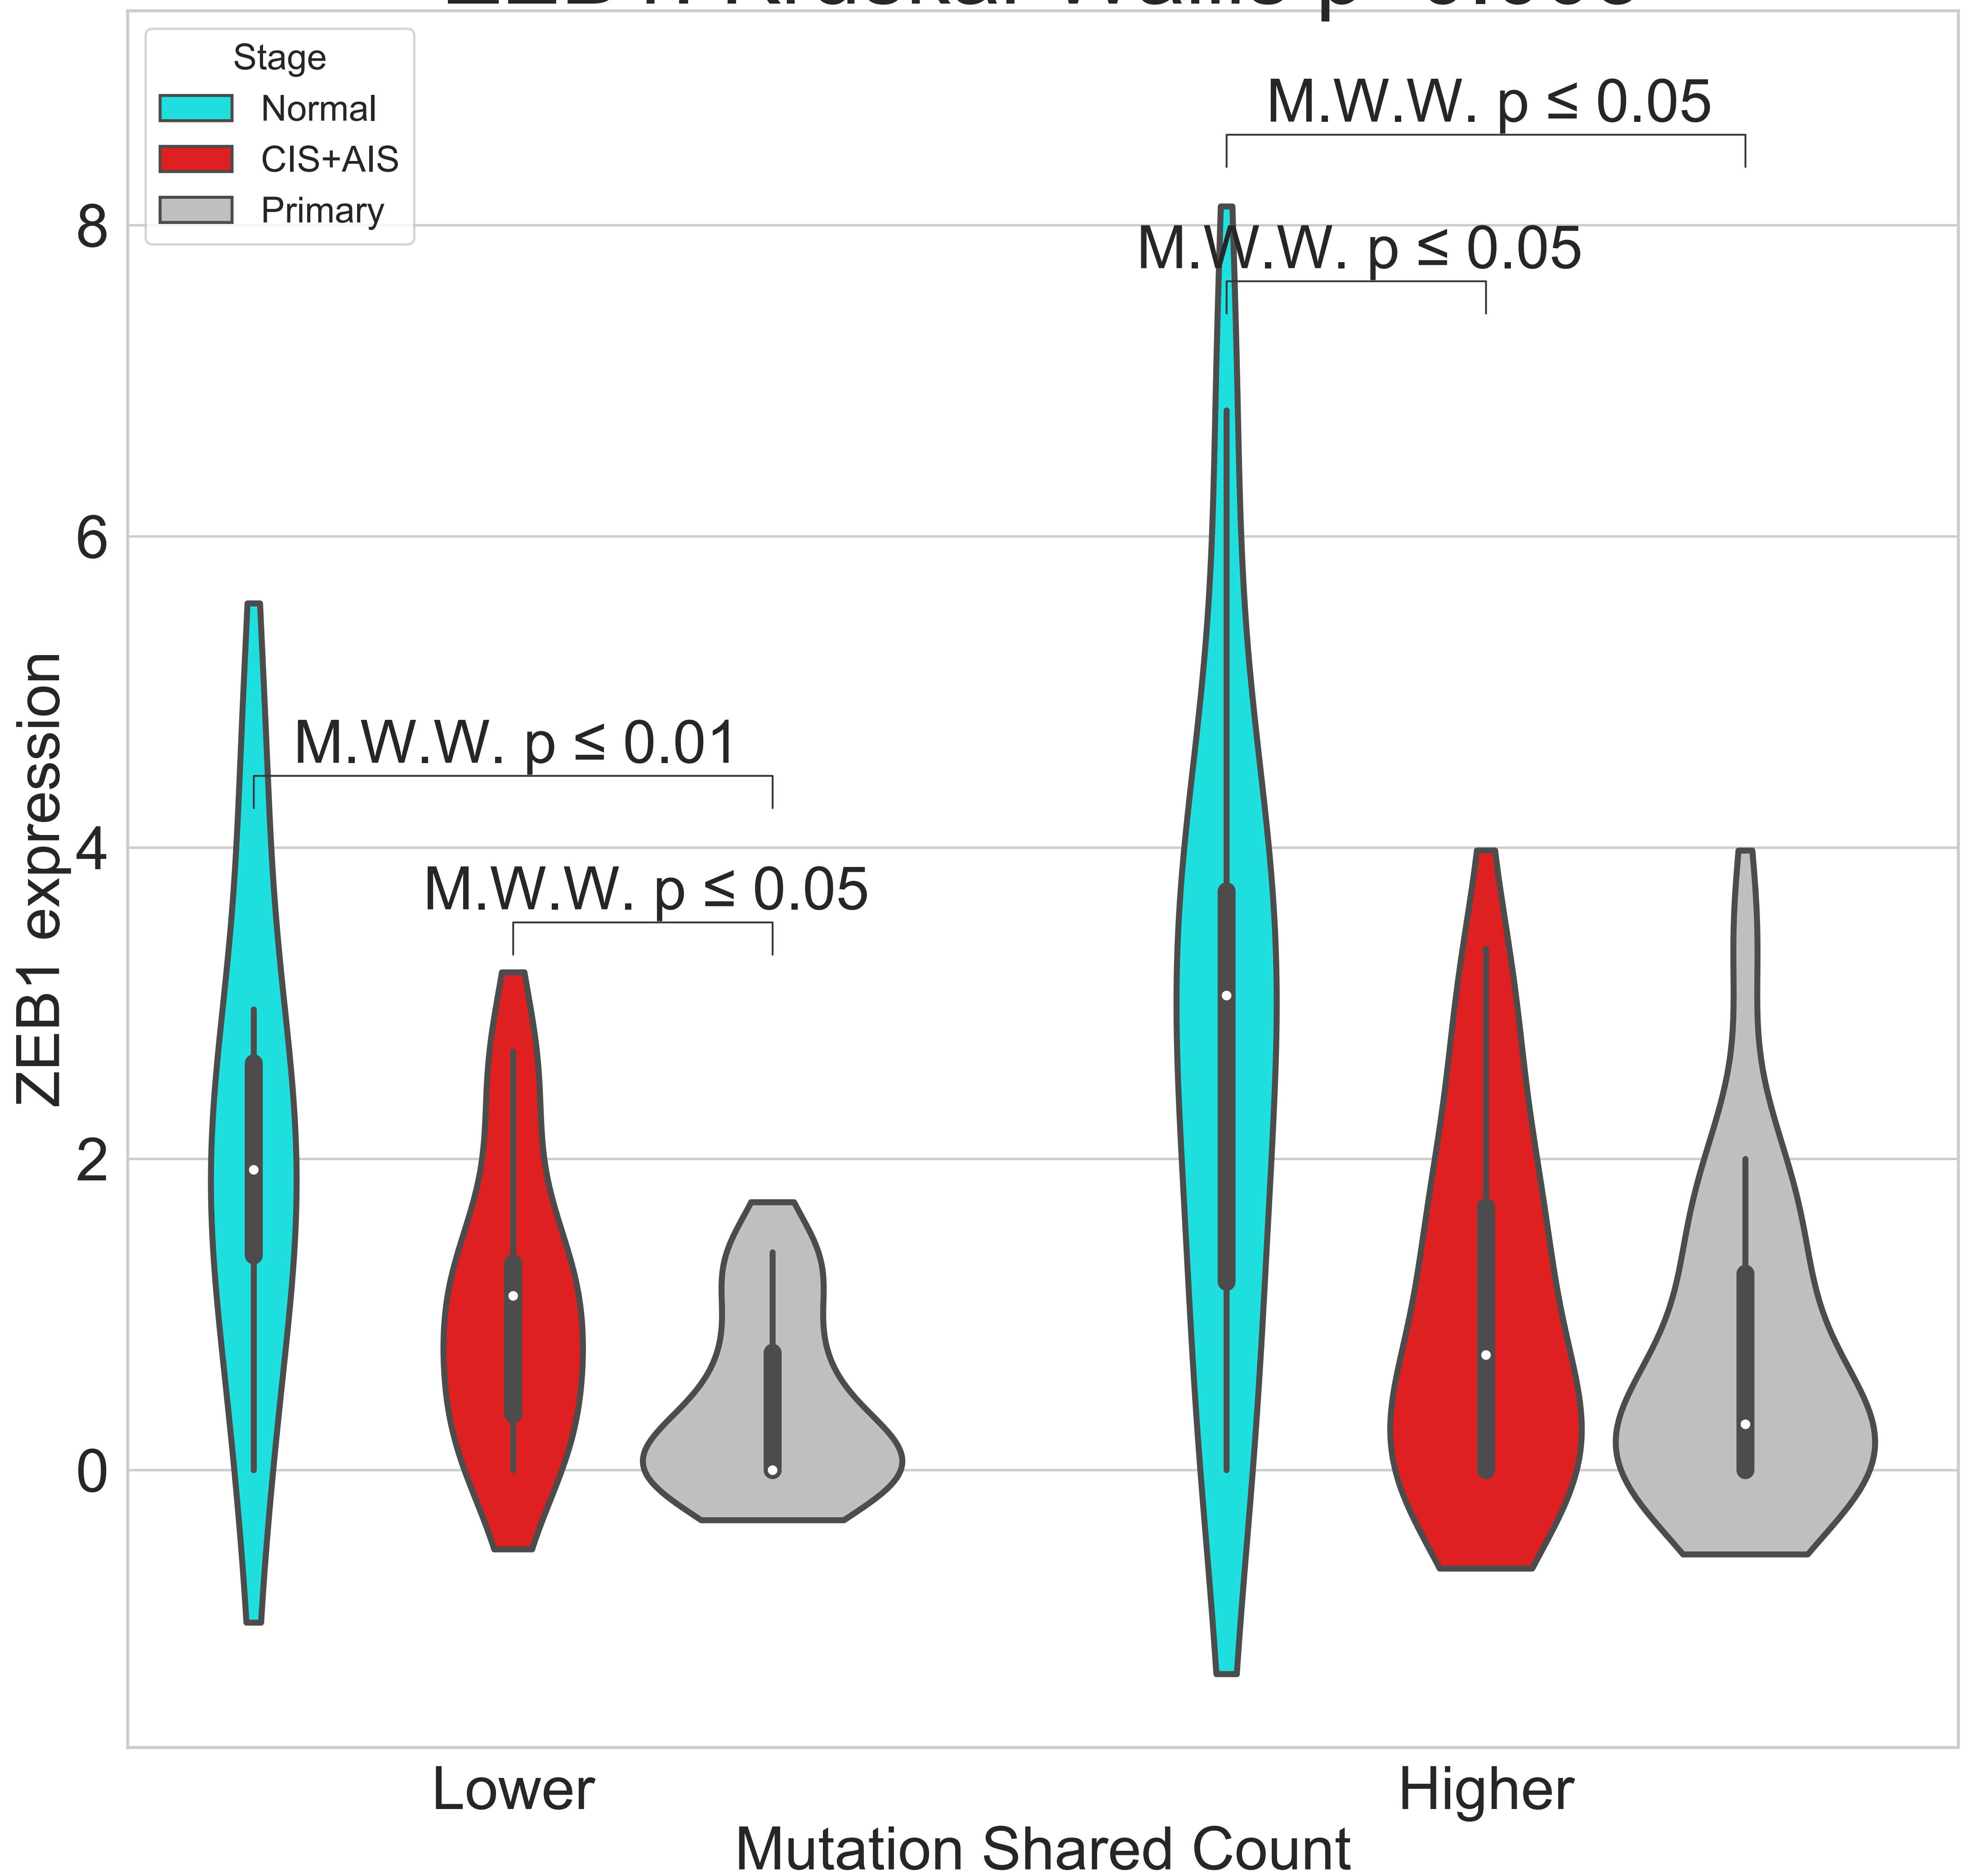 Stage
Normal
CIS+AIS
Primary
M.W.W. p ≤ 0.05
M.W.W. p ≤ 0.05
M.W.W. p ≤ 0.01
M.W.W. p ≤ 0.05
8
6
4
2
0
ZEB1 expression
Lower
Higher
Mutation Shared Count